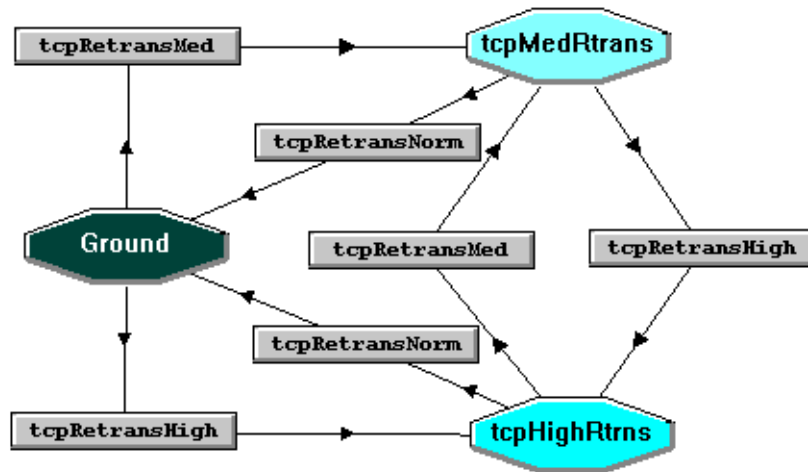 tcpRetransMed
tcpMedRtrans
tcpRetransNorm
Ground
tcpRetransMed
tcpRetransHigh
tcpRetransNorm
tcpRetransHigh
tcpHighRtrns